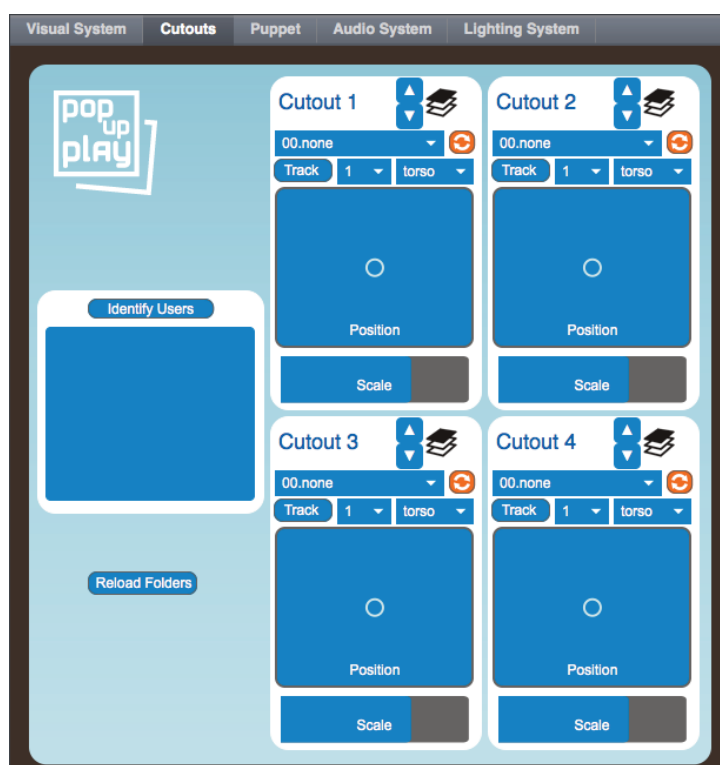 Visual System Cutouts Puppet Audio System Lighting System
pop
up
play
Identify Users
Reload Folders
Cutout 1
00.none
Track 1 torso
Position
Scale
Cutout 2
00.none
Track 1 torso
Position
Scale
Cutout 3
00.none
Track 1 torso
Position
Scale
Cutout 4
00.none
Track 1 torso
Position
Scale